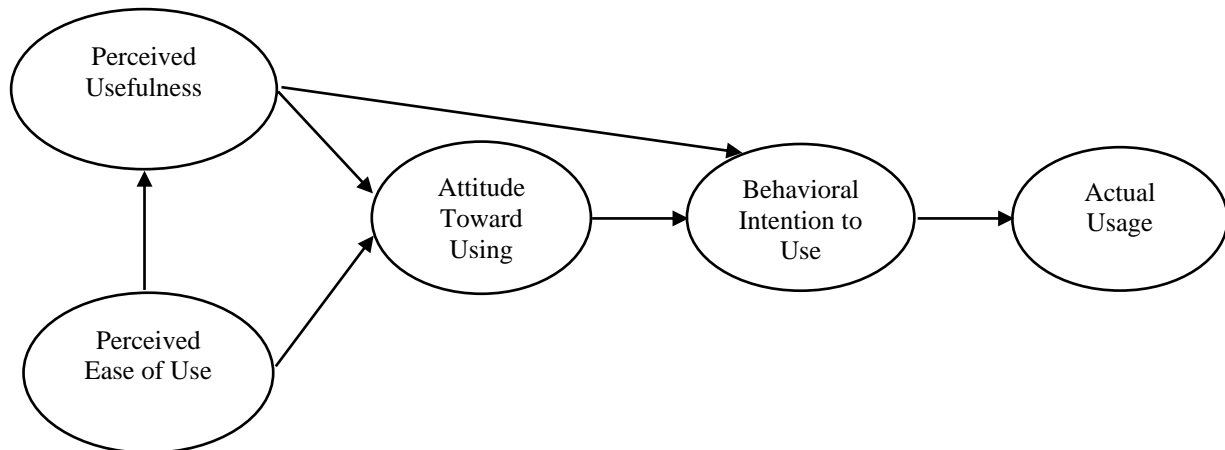 Perceived
Usefulness
Attitude
Toward
Using
Behavioral
Intention to
Use
Actual
Usage
Perceived
Ease of Use